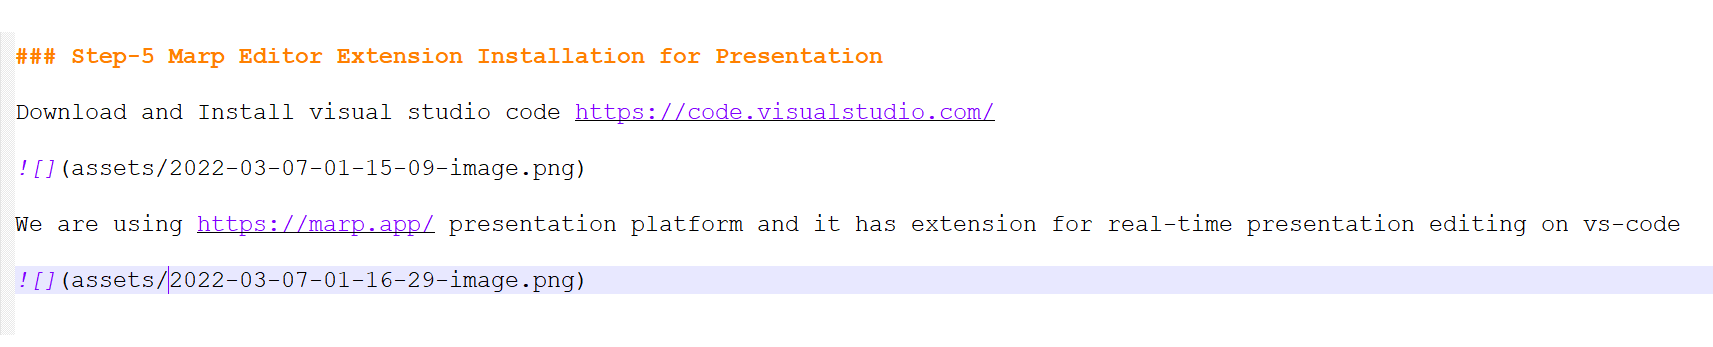 ### Step-5 Marp Editor Extension Installation for Presentation
Download and Install visual studio code https://code.visualstudio.com/
![](assets/2022-03-07-01-15-09-image.png)
We are using https://marp.app/ presentation platform and it has extension for real-time presentation editing on vs-code
![](assets/2022-03-07-01-16-29-image.png)